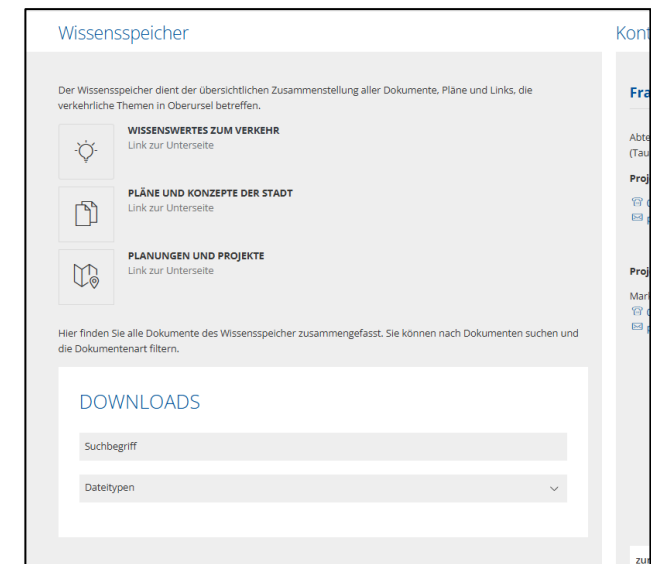 Wissensspeicher
Der Wissensspeicher dient der übersichtlichen Zusammenstellung aller Dokumente, Pläne und Links, die
verkehrliche Themen in Oberursel betreffen.
WISSENSWERTES ZUM VERKEHR
Link zur Unterseite
PLÄNE UND KONZEPTE DER STADT
Link zur Unterseite
PLANUNGEN UND PROJEKTE
Link zur Unterseite
Hier finden Sie alle Dokumente des Wissensspeicher zusammengefasst. Sie können nach Dokumenten suchen und
die Dokumentenart filtern.
DOWNLOADS
Suchbegriff
Dateitypen
Kont
Fra
Abte
(Tau
Proj
Proj
Mar
zur